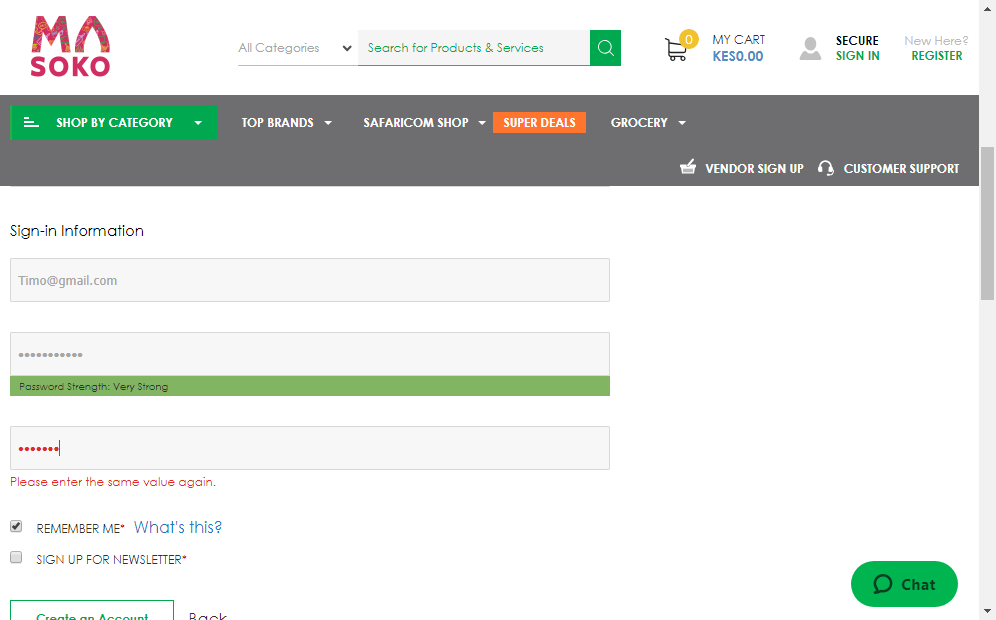 MA
SOKO
All Categories
Search for Products & Services
0
MY CART
KES0.00
SECURE
SIGN IN
New Here?
REGISTER
SHOP BY CATEGORY
TOP BRANDS
SAFARICOM SHOP
SUPER DEALS
GROCERY
VENDOR SIGN UP
CUSTOMER SUPPORT
Sign-in Information
Timo@gmail.com
•••••••••••
Password Strength: Very Strong
•••••••
Please enter the same value again.
REMEMBER ME* What's this?
SIGN UP FOR NEWSLETTER*
Create an Account
Back
Chat